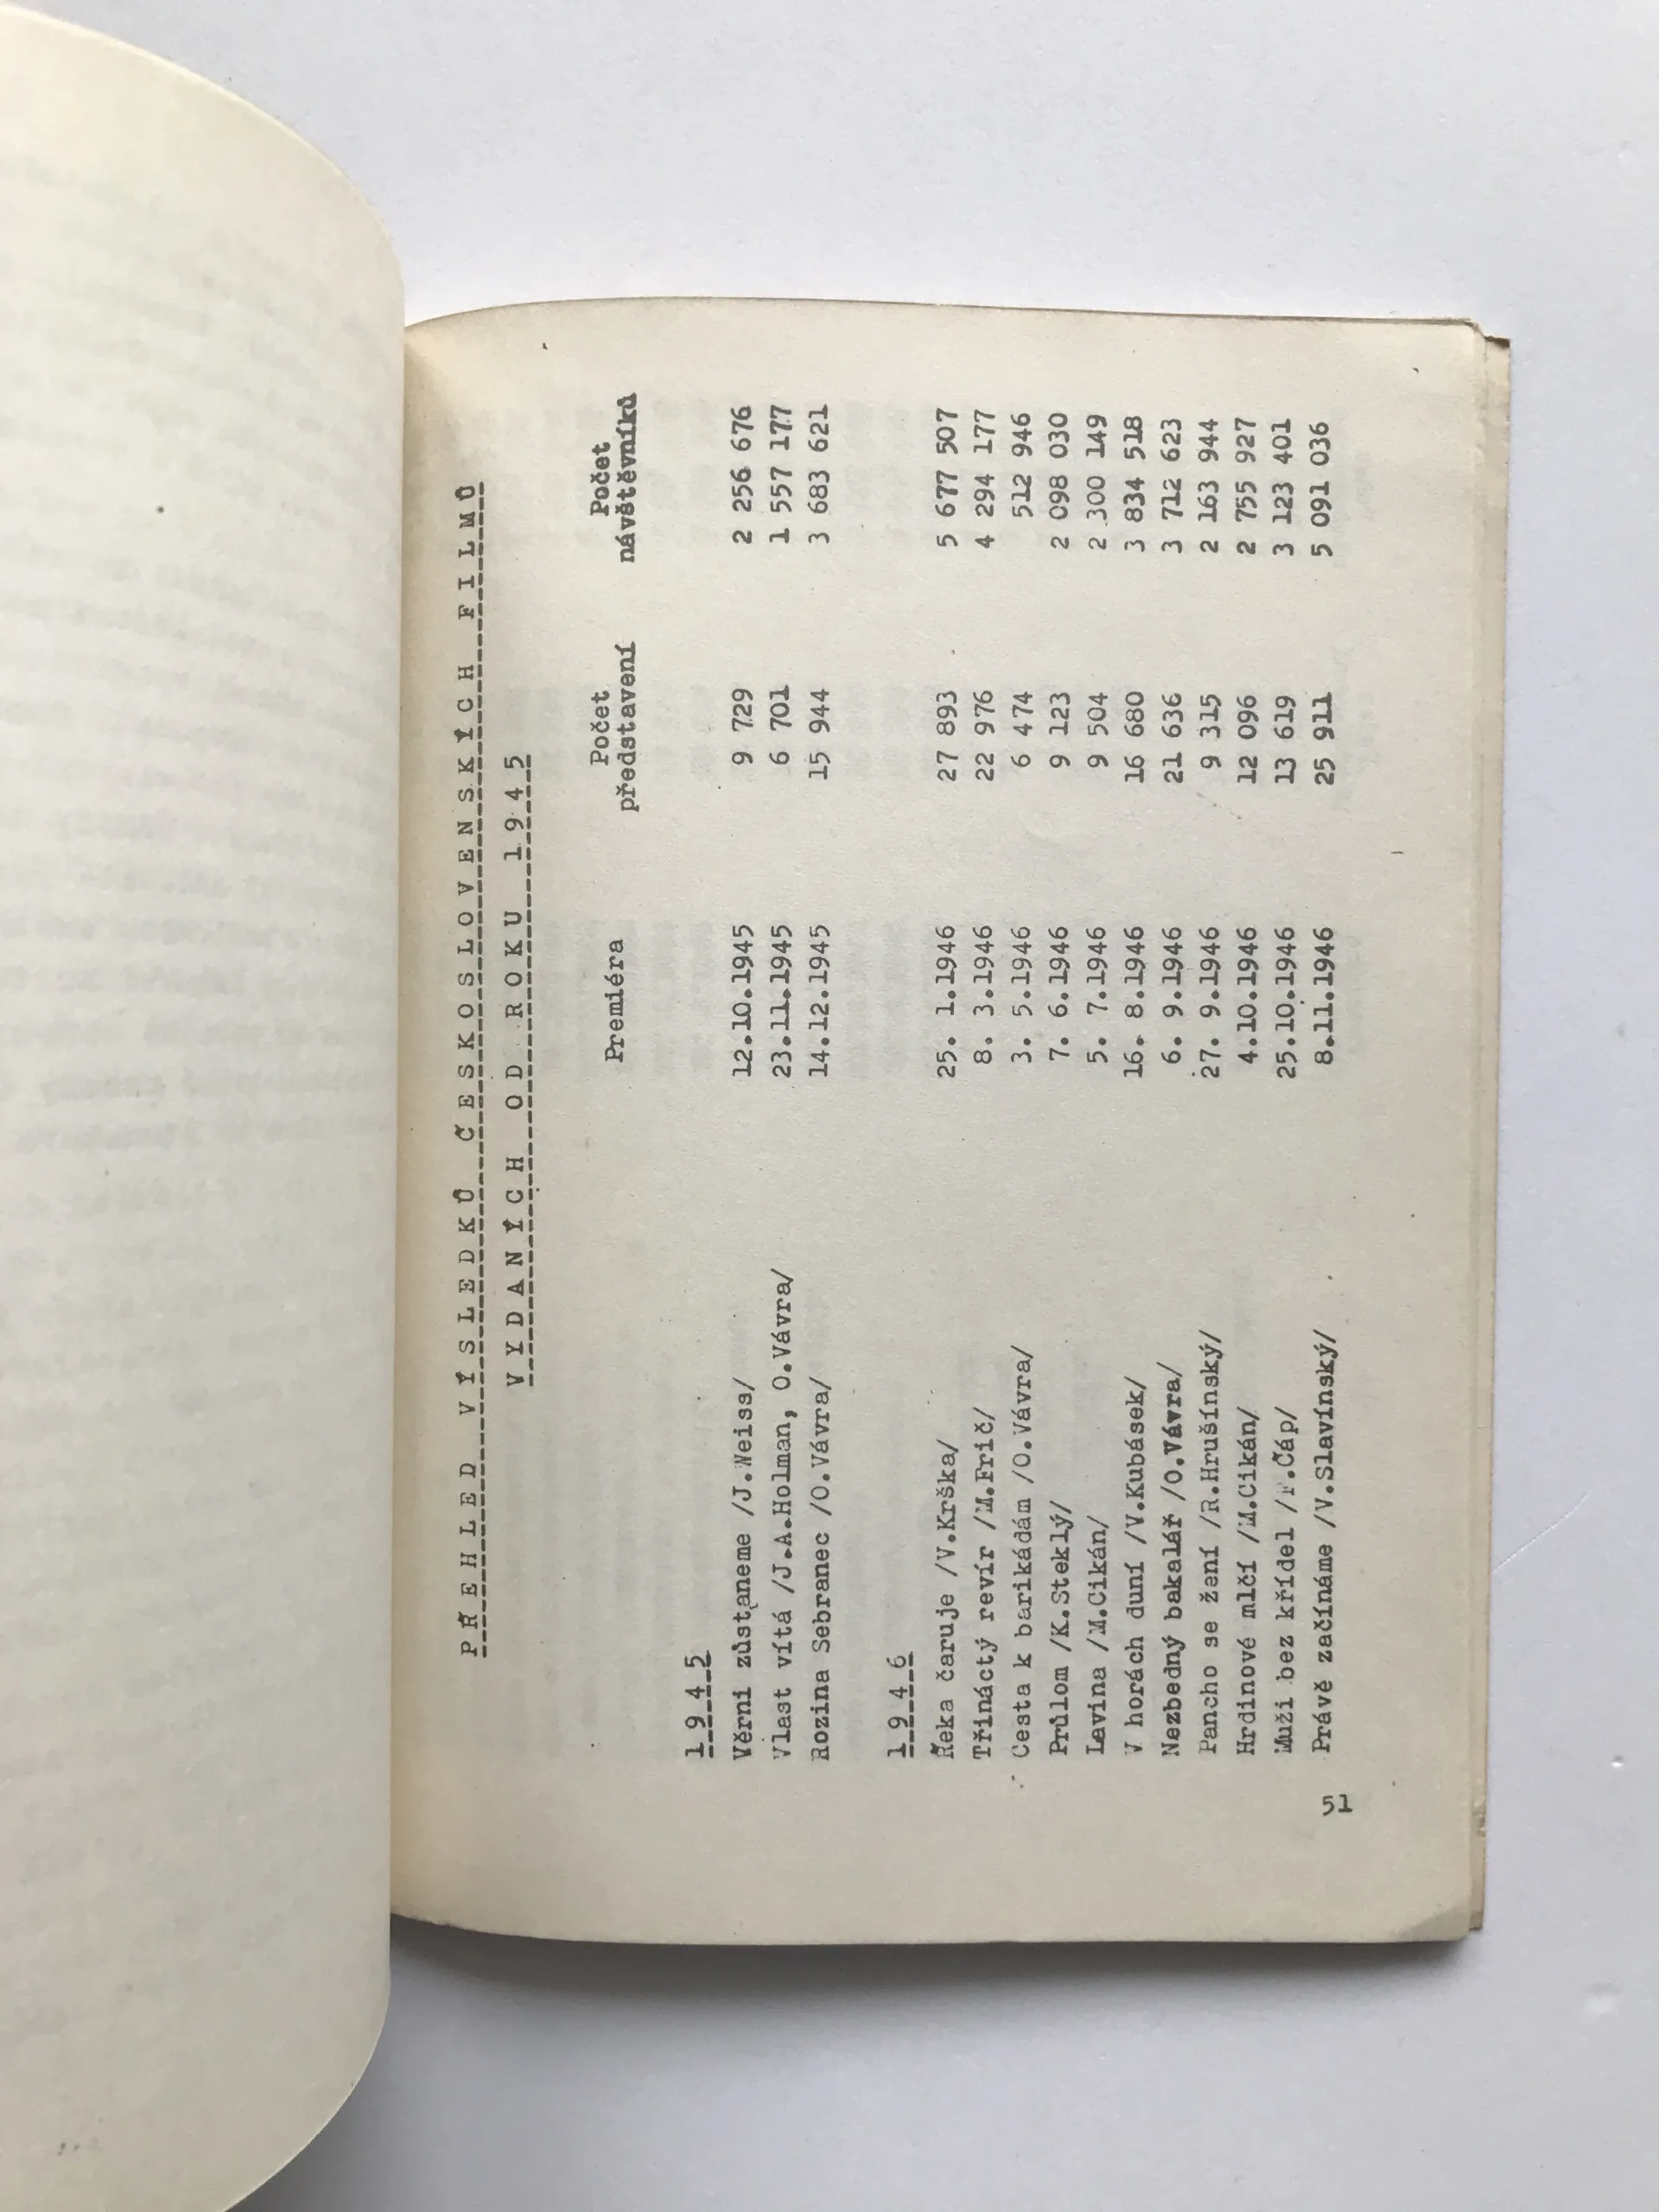 PŘEHLED VÝSLEDKŮ ČESKOSLOVENSKÝCH FILMŮ
VYDANÝCH OD ROKU 1945
Premiéra Počet představení Počet návštěvníků
1945
Věrni zůstaneme /J.Weiss/ 12.10.1945 9 729 2 256 676
Vlast vítá /J.A.Holman, O.Vávra/ 23.11.1945 6 701 1 557 177
Rozina Sebranec /O.Vávra/ 14.12.1945 15 944 3 683 621
1946
Řeka čaruje /V.Krška/ 25. 1.1946 27 893 5 677 507
Třináctý revír /M.Frič/ 8. 3.1946 22 976 4 294 177
Cesta k barikádám /O.Vávra/ 3. 5.1946 6 474 512 946
Průlom /K.Steklý/ 7. 6.1946 9 123 2 098 030
Lavina /M.Cikán/ 5. 7.1946 9 504 2 300 149
V horách duní /V.Kubásek/ 16. 8.1946 16 680 3 834 518
Nezbedný bakalář /O.Vávra/ 6. 9.1946 21 636 3 712 623
Pancho se žení /R.Hrušínský/ 27. 9.1946 9 315 2 163 944
Hrdinové mlčí /M.Cikán/ 4.10.1946 12 096 2 755 927
Muži bez křídel /F.Čáp/ 25.10.1946 13 619 3 123 401
Právě začínáme /V.Slavínský/ 8.11.1946 25 911 5 091 036
51